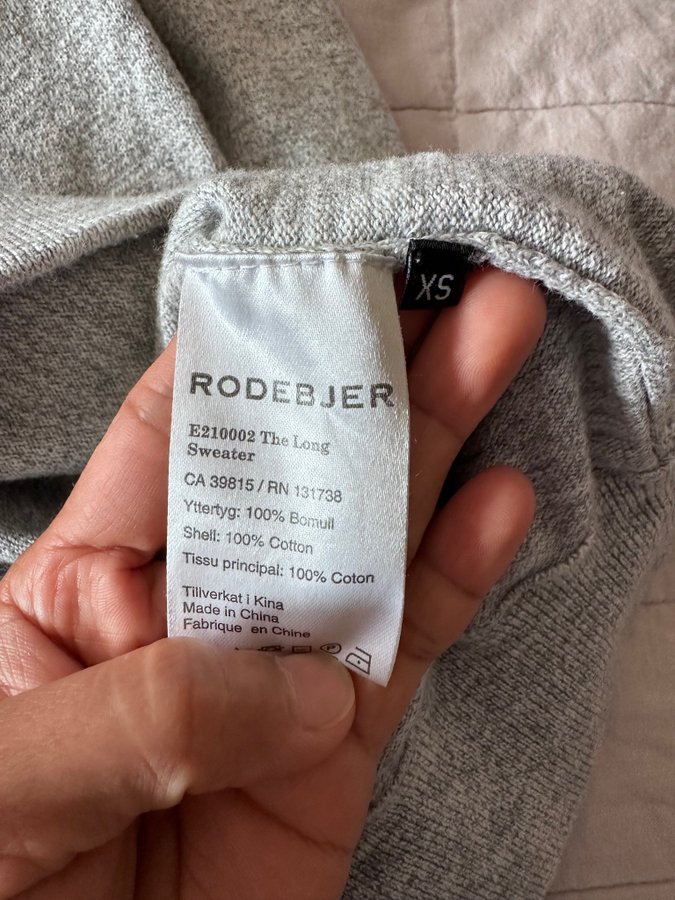 XS
RODEBJER
E210002 The Long
Sweater
CA 39815 / RN 131738
Yttertyg: 100% Bomull
Shell: 100% Cotton
Tissu principal: 100% Coton
Tillverkat i Kina
Made in China
Fabrique en Chine
P